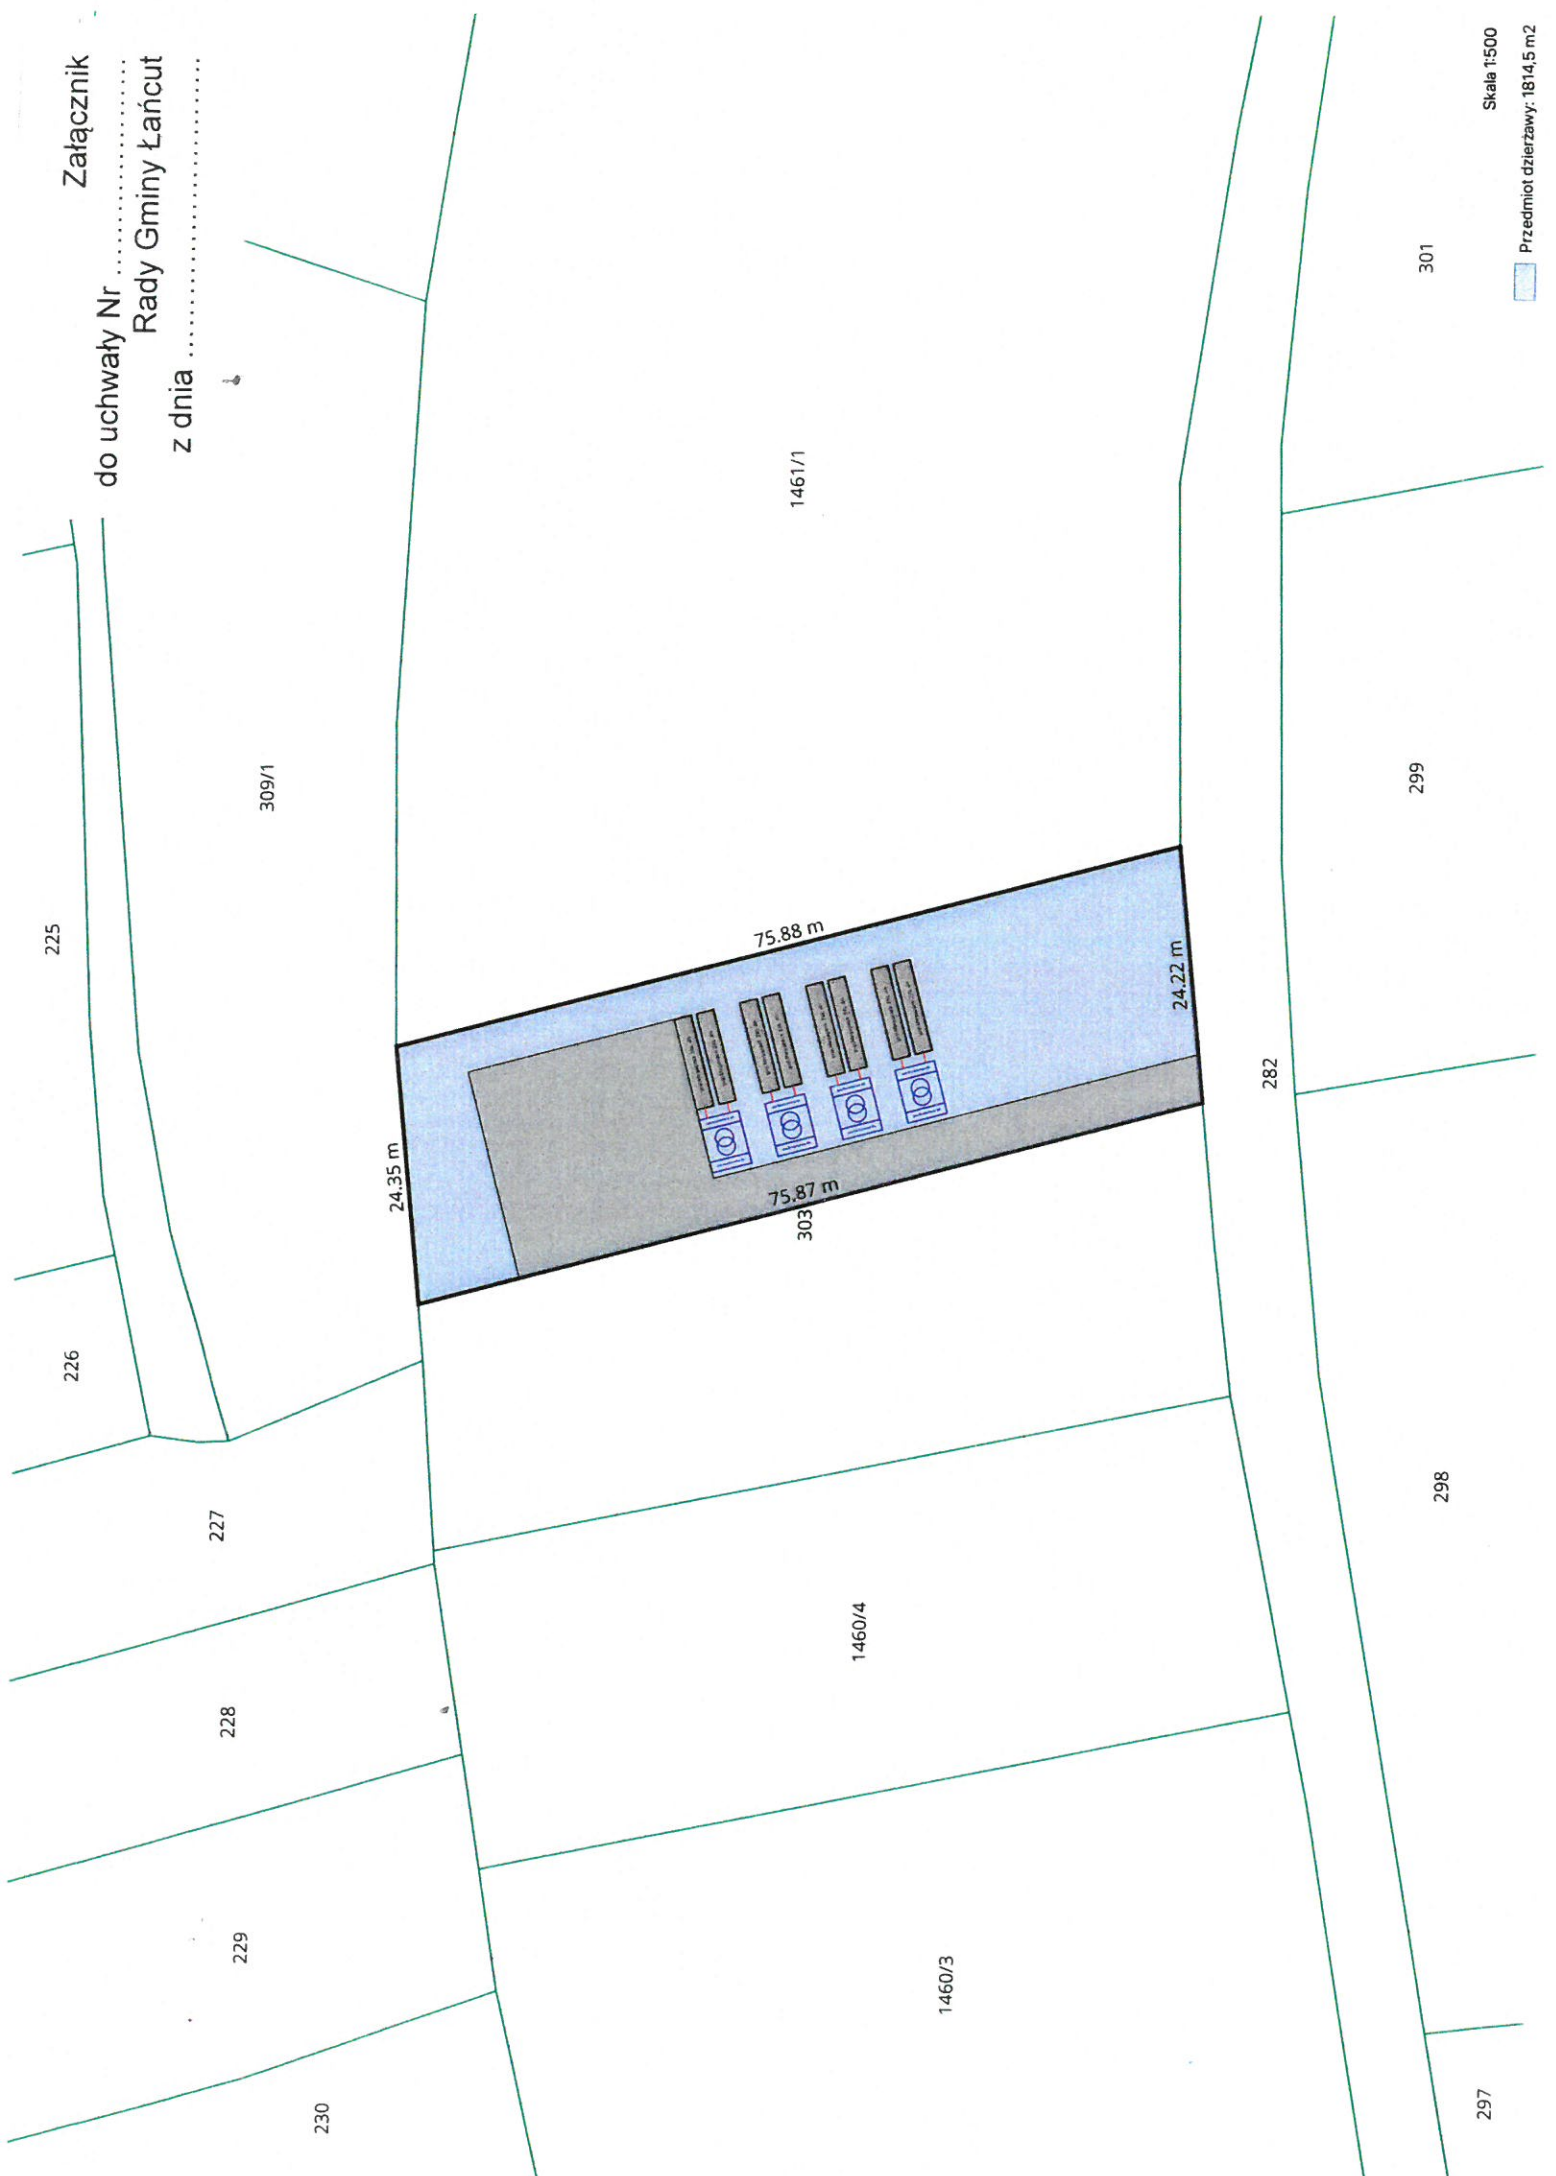 Załącznik
do uchwały Nr ........................
Rady Gminy Łańcut
z dnia ........................................
225
226
227
228
229
230
309/1
1461/1
24.35 m
75.88 m
75.87 m
24.22 m
303
282
1460/4
1460/3
301
299
298
297
Skala 1:500
Przedmiot dzierżawy: 1814,5 m2